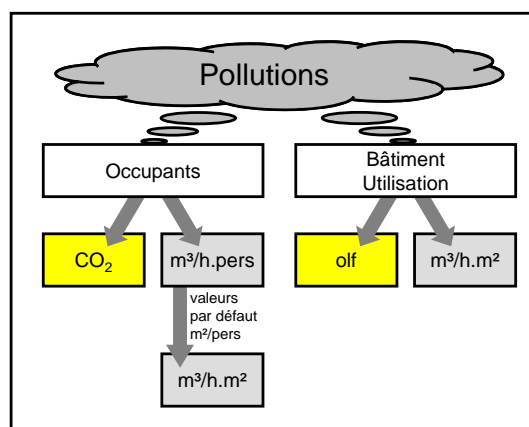 Pollutions
Occupants
Bâtiment
Utilisation
CO₂
m³/h.pers
olf
m³/h.m²
valeurs
par défaut
m²/pers
m³/h.m²